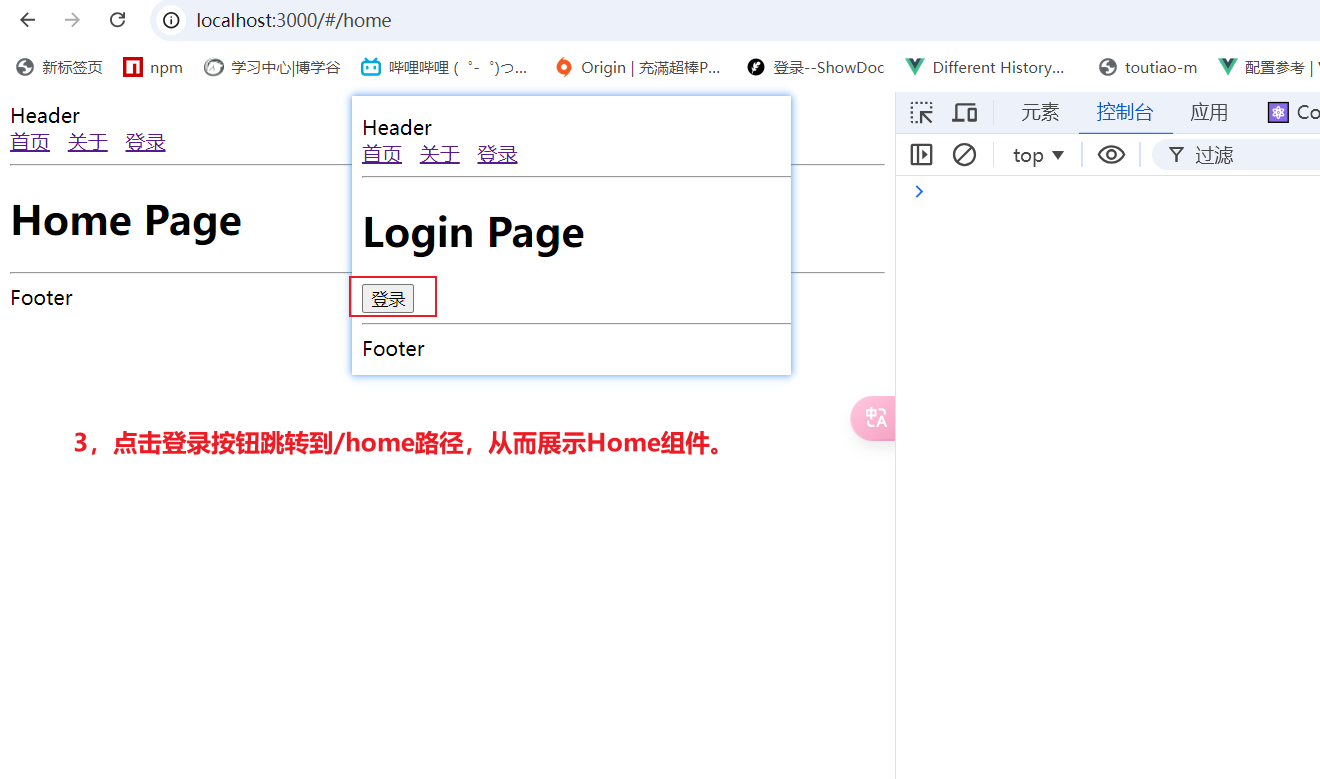 localhost:3000/#/home
新标签页 npm 学习中心|博学谷 哔哩哔哩 ( ゜- ゜)つ... Origin | 充滿超棒P... 登录--ShowDoc Different History... toutiao-m 配置参考 |
Header
首页 关于 登录
Home Page
Footer
Header
首页 关于 登录
Login Page
登录
Footer
3，点击登录按钮跳转到/home路径，从而展示Home组件。
中A
元素 控制台 应用 Co
top 过滤